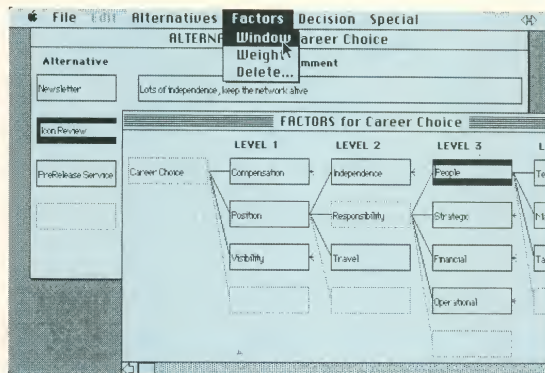 File Edit Alternatives Factors Decision Special
Window
Weight
Delete...
ALTERNA areer Choice
Alternative mment
Newsletter
Lots of independence, keep the network alive
Icon Review
PreRelease Service
FACTORS for Career Choice
LEVEL 1 LEVEL 2 LEVEL 3 L
Career Choice Compensation Independence People Te
Position Responsibility Strategic
Visibility Travel Financial Ta
Operational